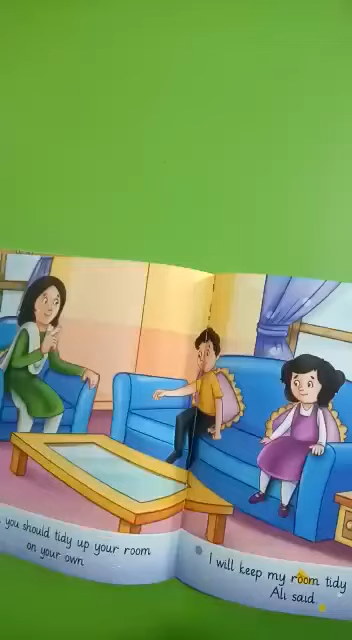 you should tidy up your room
on your own
I will keep my room tidy
Ali said.